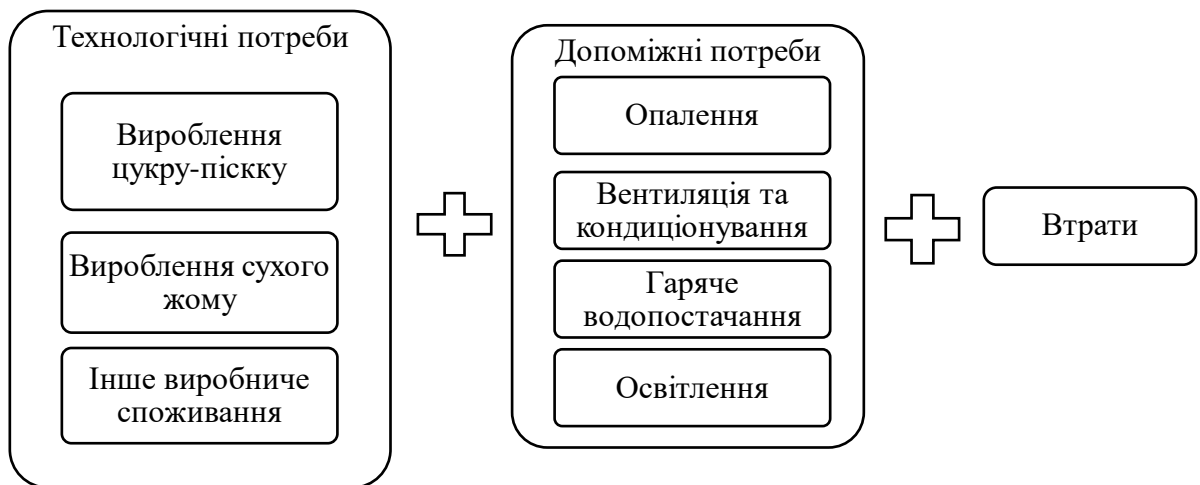 Технологічні потреби
Вироблення
цукру-піскку
Вироблення сухого
жому
Інше виробниче
споживання
Допоміжні потреби
Опалення
Вентиляція та
кондиціонування
Гаряче
водопостачання
Освітлення
Втрати